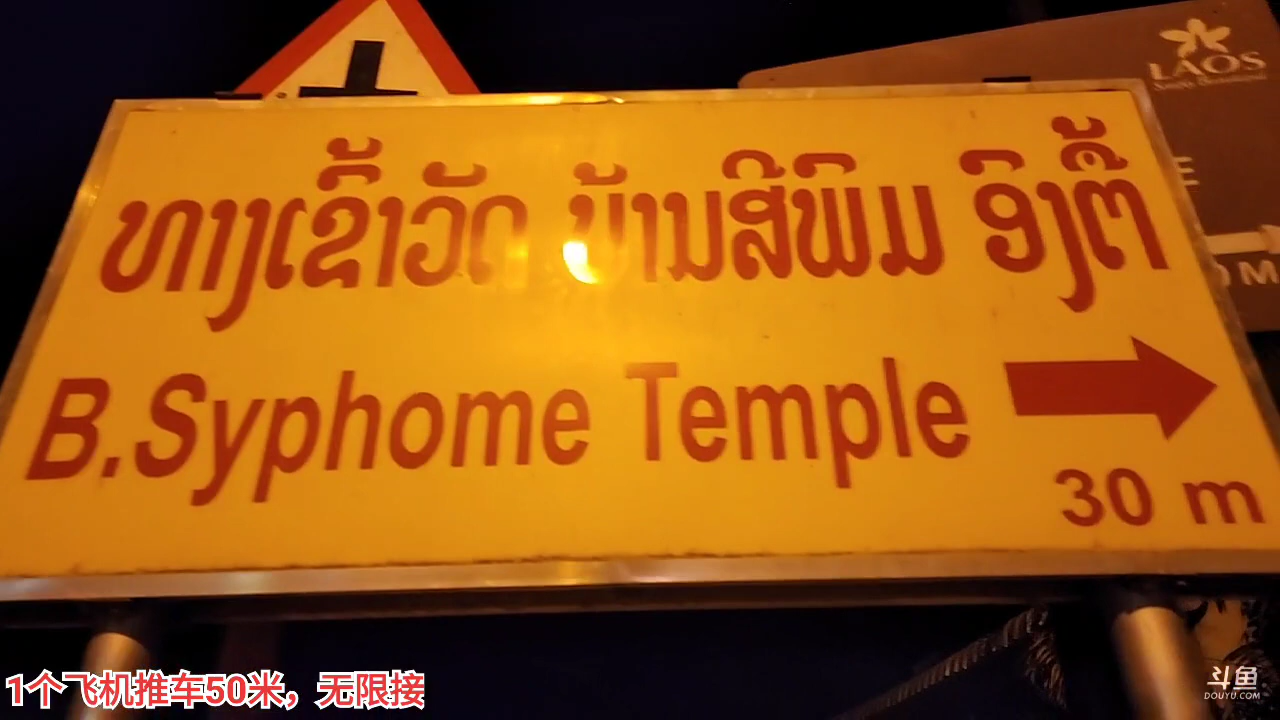 LAOS
ທາງເຂົ້າວັດ ບ້ານສີພົມ ອົງຕື້
B.Syphome Temple
30 m
1个飞机推车50米，无限接
斗鱼
DOUYU.COM